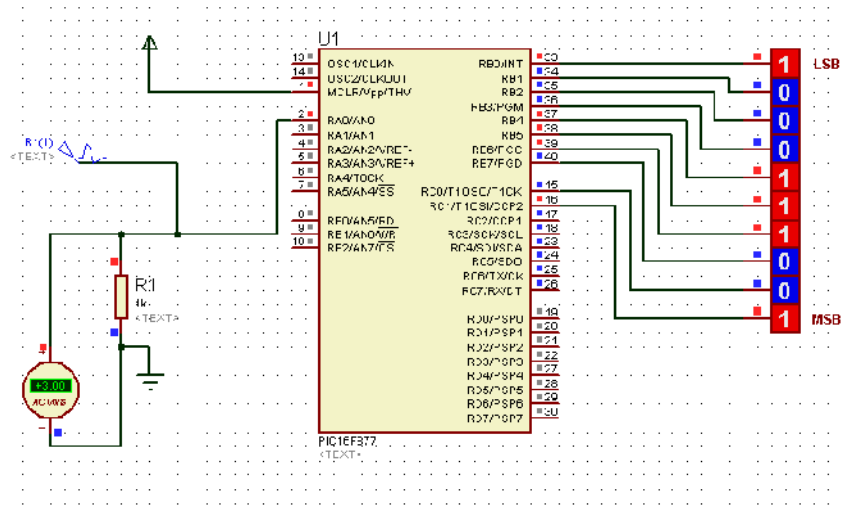 U1
13
OSC1/CLKIN
14
OSC2/CLKOUT
1
MCLR/Vpp/THV
2
RA0/AN0
3
RA1/AN1
4
RA2/AN2/VREF-
5
RA3/AN3/VREF+
6
RA4/T0CK
7
RA5/AN4/SS
8
RE0/AN5/RD
9
RE1/AN6/WR
10
RE2/AN7/CS
RB0/INT
33
RB1
34
RB2
35
RB3/PGM
36
RB4
37
RB5
38
RB6/PGC
39
RB7/PGD
40
RC0/T1OSO/T1CK
15
RC1/T1OSI/CCP2
16
RC2/CCP1
17
RC3/SCK/SCL
18
RC4/SDI/SDA
23
RC5/SDO
24
RC6/TX/CK
25
RC7/RX/DT
26
RD0/PSP0
19
RD1/PSP1
20
RD2/PSP2
21
RD3/PSP3
22
RD4/PSP4
27
RD5/PSP5
28
RD6/PSP6
29
RD7/PSP7
30
PIC16F877
<TEXT>
1 LSB
0
0
0
1
1
0
0
1 MSB
R1(1)
<TEXT>
R1
1k
<TEXT>
+3.00
AC Volts